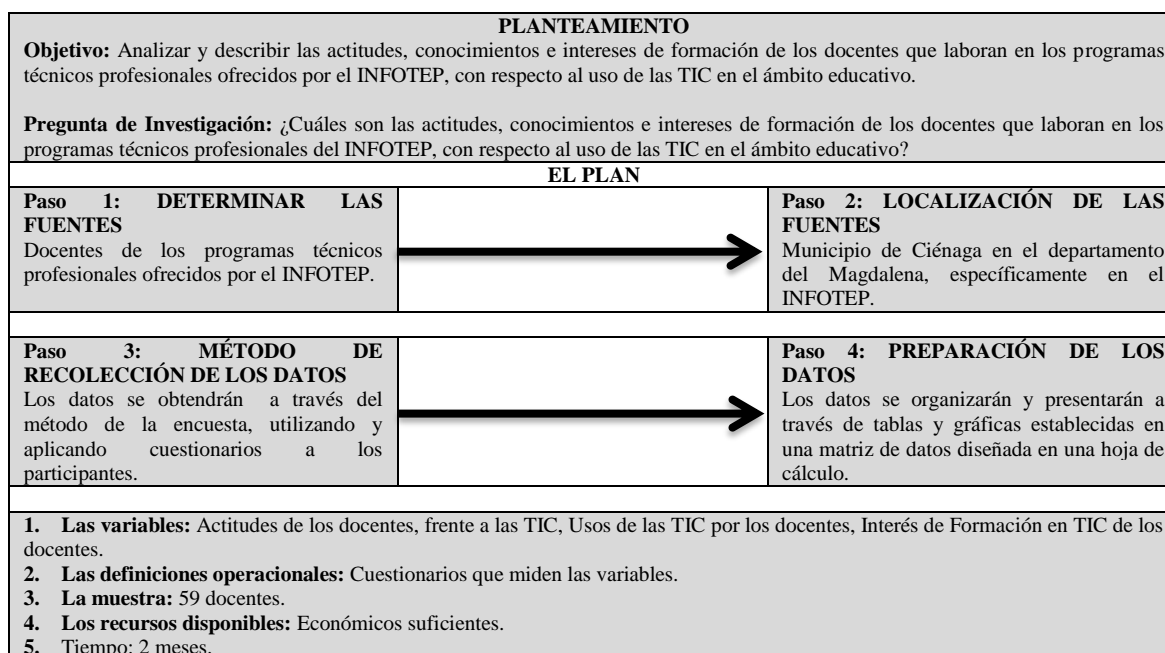 PLANTEAMIENTO
Objetivo: Analizar y describir las actitudes, conocimientos e intereses de formación de los docentes que laboran en los programas
técnicos profesionales ofrecidos por el INFOTEP, con respecto al uso de las TIC en el ámbito educativo.
Pregunta de Investigación: ¿Cuáles son las actitudes, conocimientos e intereses de formación de los docentes que laboran en los
programas técnicos profesionales del INFOTEP, con respecto al uso de las TIC en el ámbito educativo?
EL PLAN
Paso 1: DETERMINAR LAS
FUENTES
Docentes de los programas técnicos
profesionales ofrecidos por el INFOTEP.
Paso 2: LOCALIZACIÓN DE LAS
FUENTES
Municipio de Ciénaga en el departamento
del Magdalena, específicamente en el
INFOTEP.
Paso 3: MÉTODO DE
RECOLECCIÓN DE LOS DATOS
Los datos se obtendrán a través del
método de la encuesta, utilizando y
aplicando cuestionarios a los
participantes.
Paso 4: PREPARACIÓN DE LOS
DATOS
Los datos se organizarán y presentarán a
través de tablas y gráficas establecidas en
una matriz de datos diseñada en una hoja de
cálculo.
1. Las variables: Actitudes de los docentes, frente a las TIC, Usos de las TIC por los docentes, Interés de Formación en TIC de los
docentes.
2. Las definiciones operacionales: Cuestionarios que miden las variables.
3. La muestra: 59 docentes.
4. Los recursos disponibles: Económicos suficientes.
5. Tiempo: 2 meses.